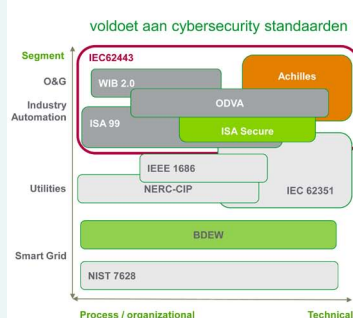 voldoet aan cybersecurity standaarden
Segment
IEC62443
O&G
WIB 2.0
Achilles
Industry
Automation
ODVA
ISA 99
ISA Secure
IEEE 1686
Utilities
NERC-CIP
IEC 62351
BDEW
Smart Grid
NIST 7628
Process / organizational
Technical